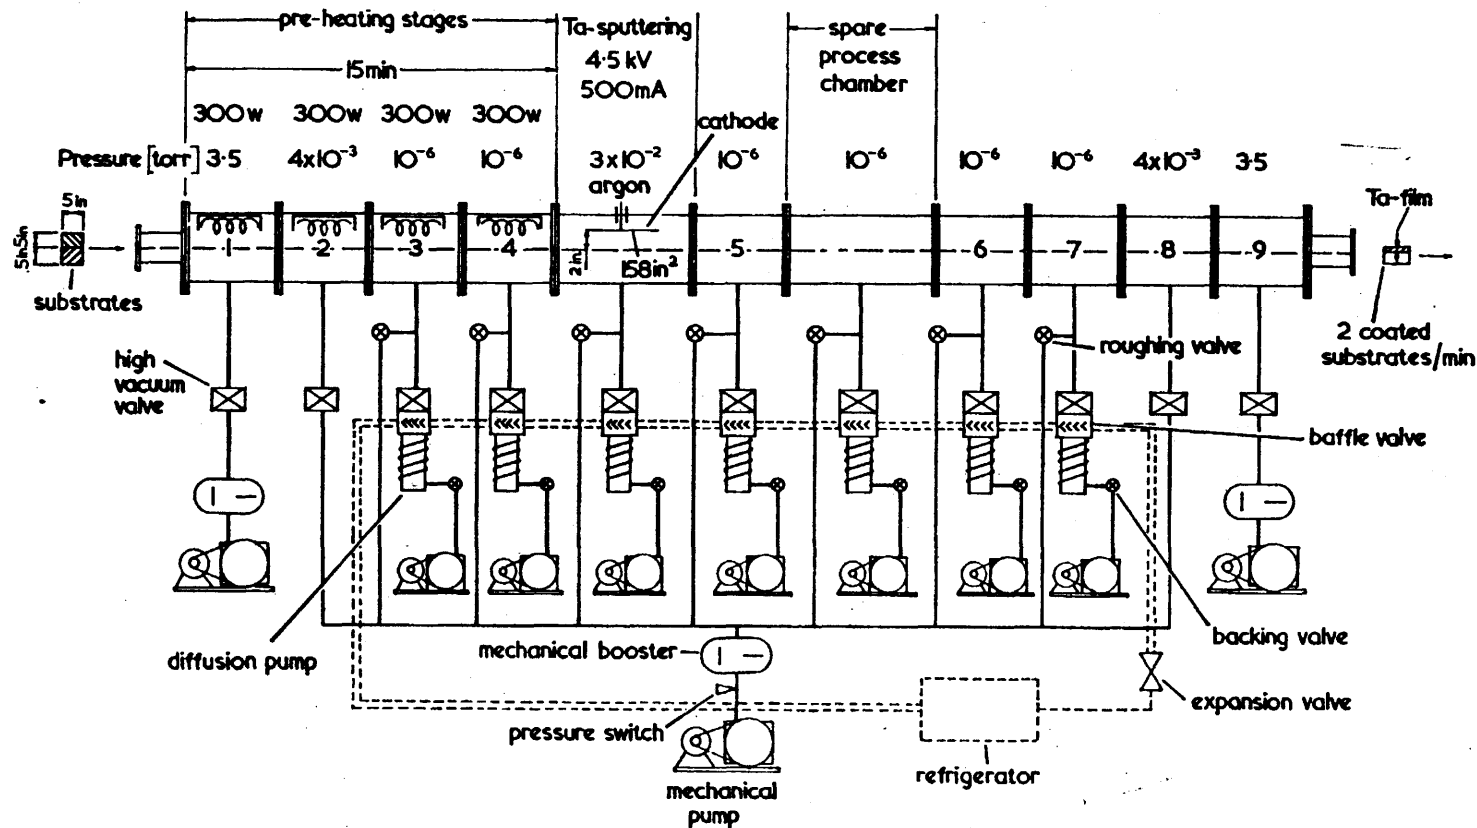 pre-heating stages
Ta-sputtering
spare
process
chamber
15min
4·5 kV
500mA
300w 300w 300w 300w
cathode
Pressure [torr] 3·5 4x10⁻³ 10⁻⁶ 10⁻⁶ 3 x 10⁻² 10⁻⁶ 10⁻⁶ 10⁻⁶ 10⁻⁶ 4x10⁻³ 3·5
argon
5in
Ta-film
·5in·5in
1 2 3 4 5 6 7 8 9
2in
158in²
substrates
2 coated
substrates/min
roughing valve
high
vacuum
valve
baffle valve
diffusion pump
mechanical booster
backing valve
pressure switch
expansion valve
refrigerator
mechanical
pump